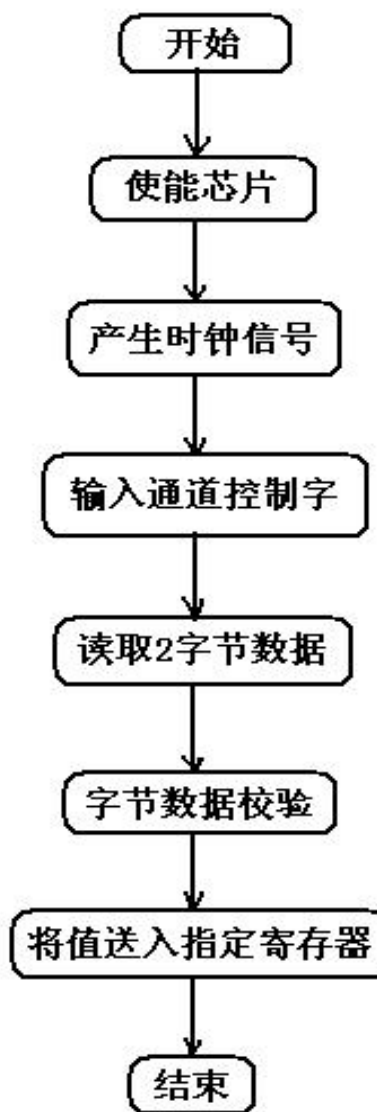 开始
使能芯片
产生时钟信号
输入通道控制字
读取2字节数据
字节数据校验
将值送入指定寄存器
结束